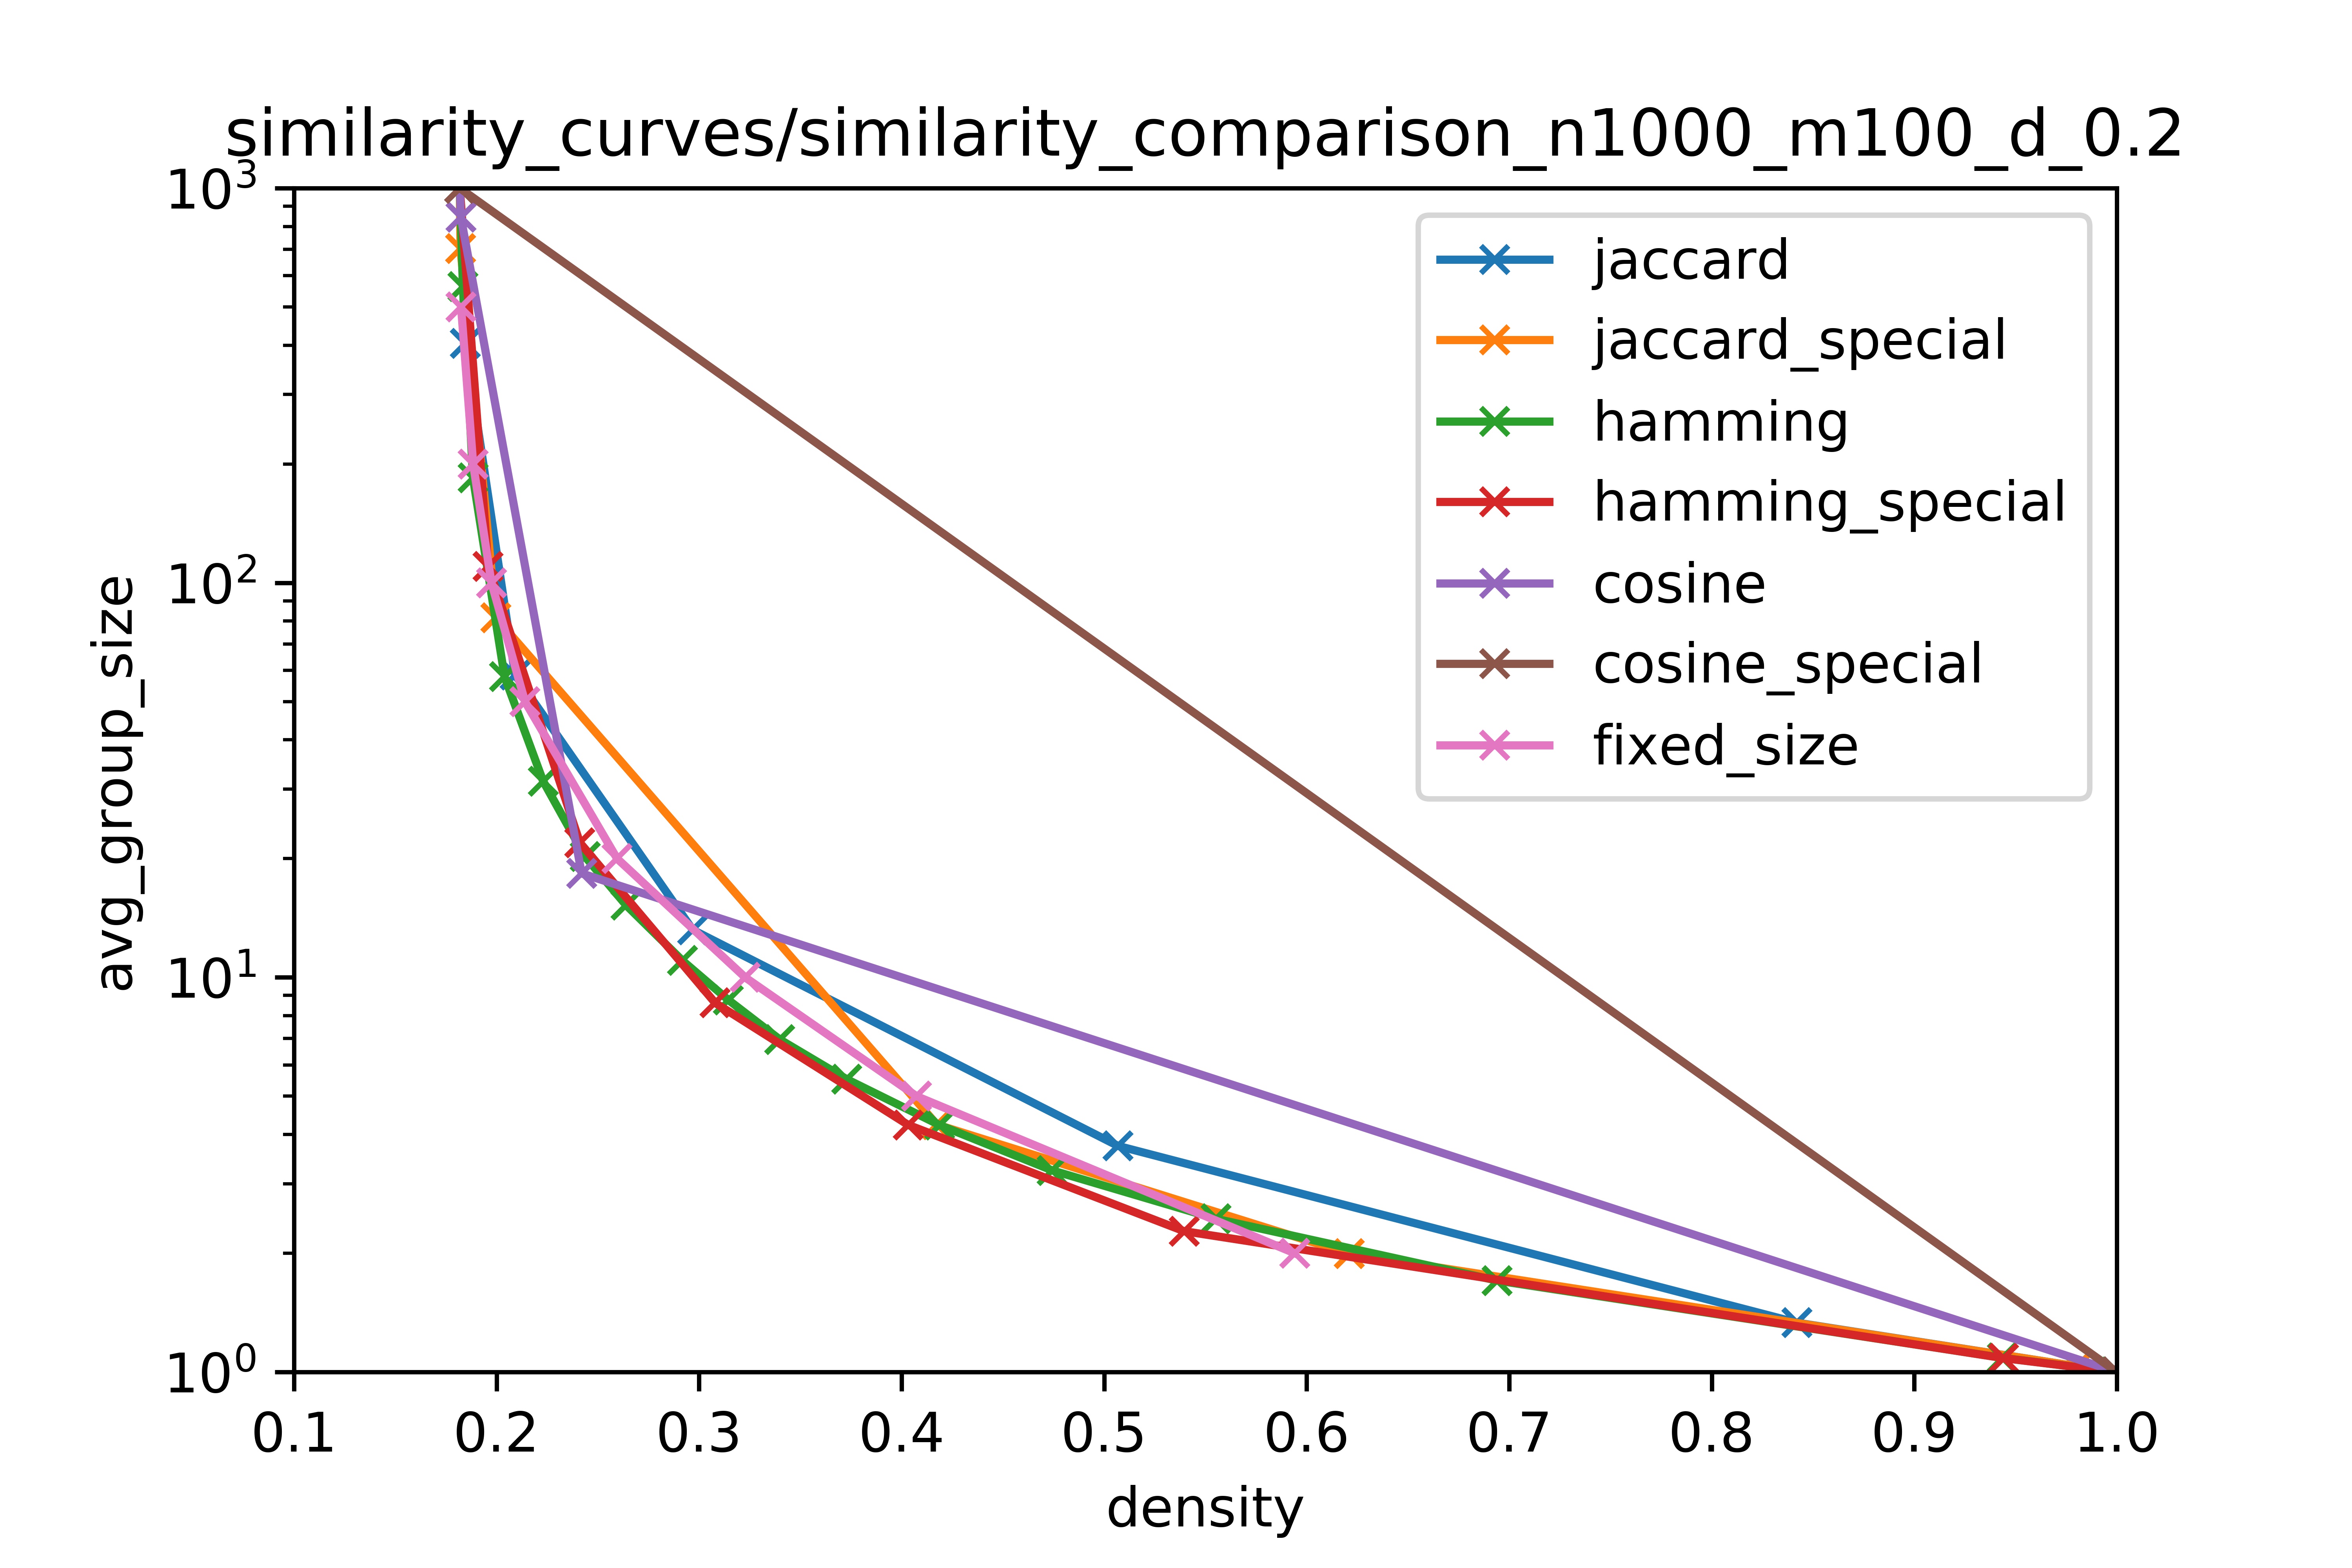 similarity_curves/similarity_comparison_n1000_m100_d_0.2
10³
10²
10¹
10⁰
avg_group_size
jaccard
jaccard_special
hamming
hamming_special
cosine
cosine_special
fixed_size
0.1 0.2 0.3 0.4 0.5 0.6 0.7 0.8 0.9 1.0
density